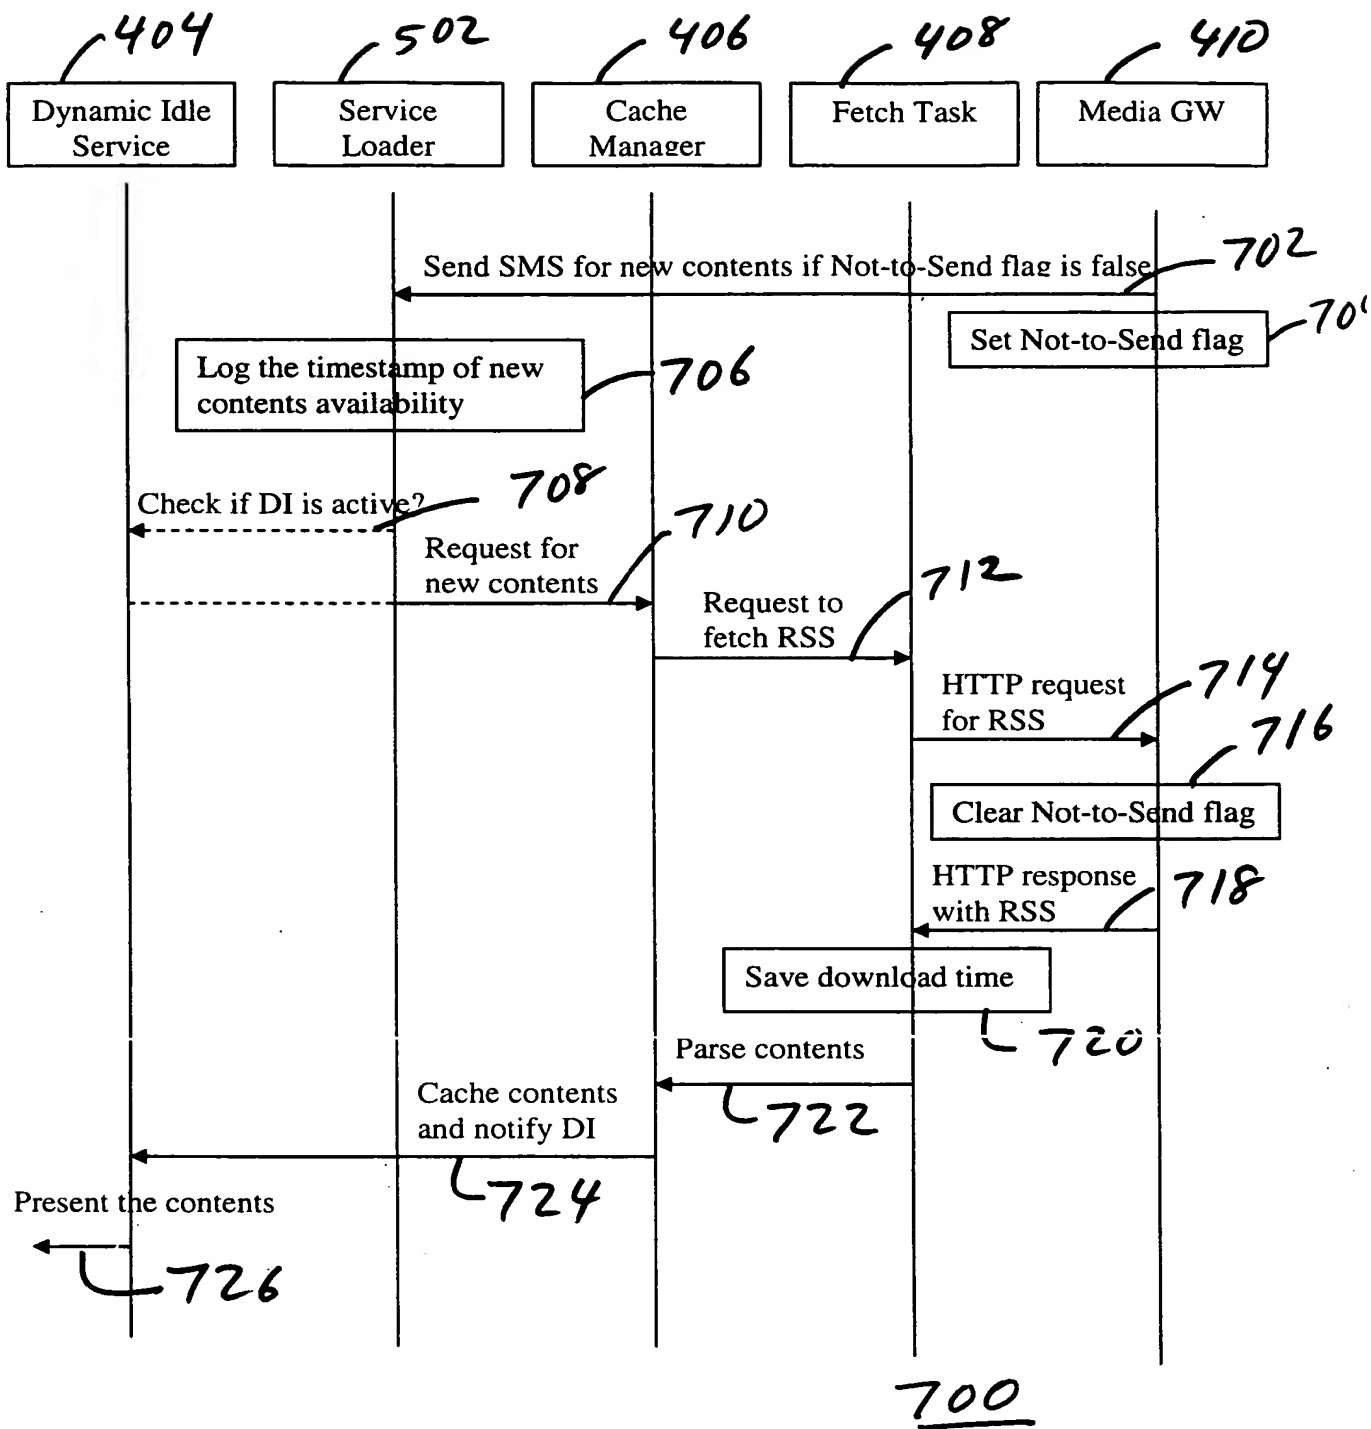 404
502
406
408
410
Dynamic Idle
Service
Service
Loader
Cache
Manager
Fetch Task
Media GW
Send SMS for new contents if Not-to-Send flag is false
702
Set Not-to-Send flag
Log the timestamp of new
contents availability
706
Check if DI is active?
708
Request for
new contents
710
Request to
fetch RSS
712
HTTP request
for RSS
714
716
Clear Not-to-Send flag
HTTP response
with RSS
718
Save download time
720
Parse contents
722
Cache contents
and notify DI
724
Present the contents
726
700